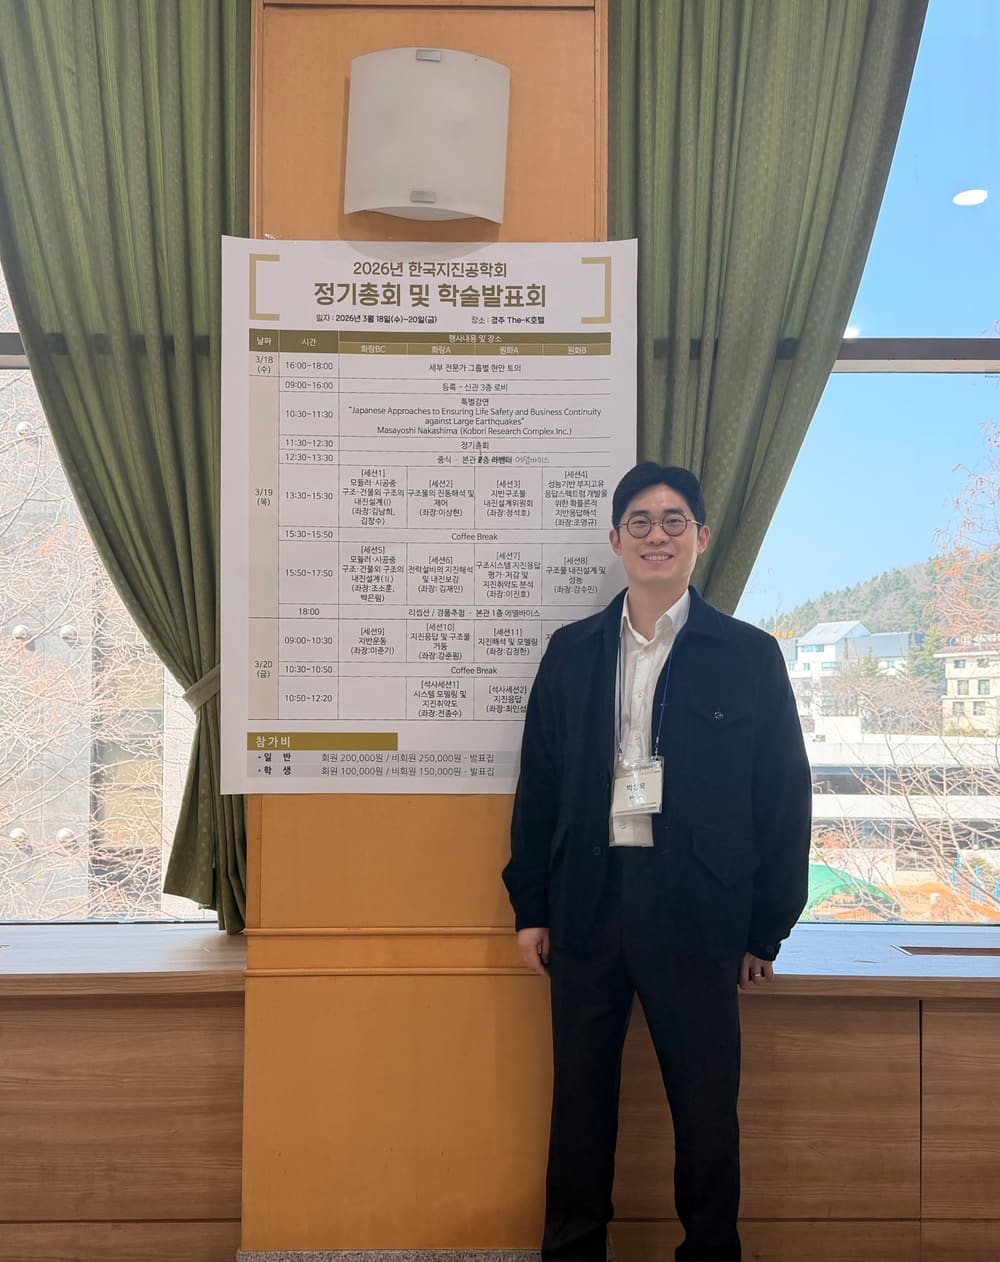 2026년 한국지진공학회
정기총회 및 학술발표회
일자 : 2026년 3월 18일(수)~20일(금)
장소 : 경주 The-K호텔
날짜
시간
행사내용 및 장소
화랑BC
화랑A
원화A
원화B
3/18
(수)
16:00~18:00
세부 전문가 그룹별 현안 토의
3/19
(목)
09:00~16:00
등록 - 신관 3층 로비
10:30~11:30
특별강연
"Japanese Approaches to Ensuring Life Safety and Business Continuity
against Large Earthquakes"
Masayoshi Nakashima (Kobori Research Complex Inc.)
11:30~12:30
정기총회
12:30~13:30
중식 - 본관 층 라벤더 에델바이스
13:30~15:30
[세션1]
모듈러·시공중
구조·건물외 구조의
내진설계(I)
(좌장:김남희,
김창수)
[세션2]
구조물의 진동해석 및
제어
(좌장:이상현)
[세션3]
지반구조물
내진설계위원회
(좌장:정석호)
[세션4]
성능기반 부지고유
응답스펙트럼 개발을
위한 확률론적
지반응답해석
(좌장:조영규)
15:30~15:50
Coffee Break
15:50~17:50
[세션5]
모듈러·시공중
구조·건물외 구조의
내진설계(Ⅱ)
(좌장:조소훈,
백은림)
[세션6]
전력설비의 지진해석
및 내진보강
(좌장:김재민)
[세션7]
구조시스템 지진응답
평가·저감 및
지진취약도 분석
(좌장:이진호)
[세션8]
구조물 내진설계 및
성능
(좌장:강수민)
18:00
리셉션 / 경품추첨 - 본관 1층 에델바이스
3/20
(금)
09:00~10:30
[세션9]
지반운동
(좌장:이준기)
[세션10]
지진응답 및 구조물
거동
(좌장:강준원)
[세션11]
지진해석 및 모델링
(좌장:김정한)
10:30~10:50
Coffee Break
10:50~12:20
[석사세션1]
시스템 모델링 및
지진취약도
(좌장:전종수)
[석사세션2]
지진응답
(좌장:최인섭
참가비
·일 반 회원 200,000원 / 비회원 250,000원 - 발표집
·학 생 회원 100,000원 / 비회원 150,000원 - 발표집